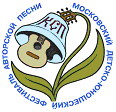 МОСКОВСКИЙ ДЕТСКО-ЮНОШЕСКИЙ
ФЕСТИВАЛЬ АВТОРСКОЙ ПЕСНИ
КСП